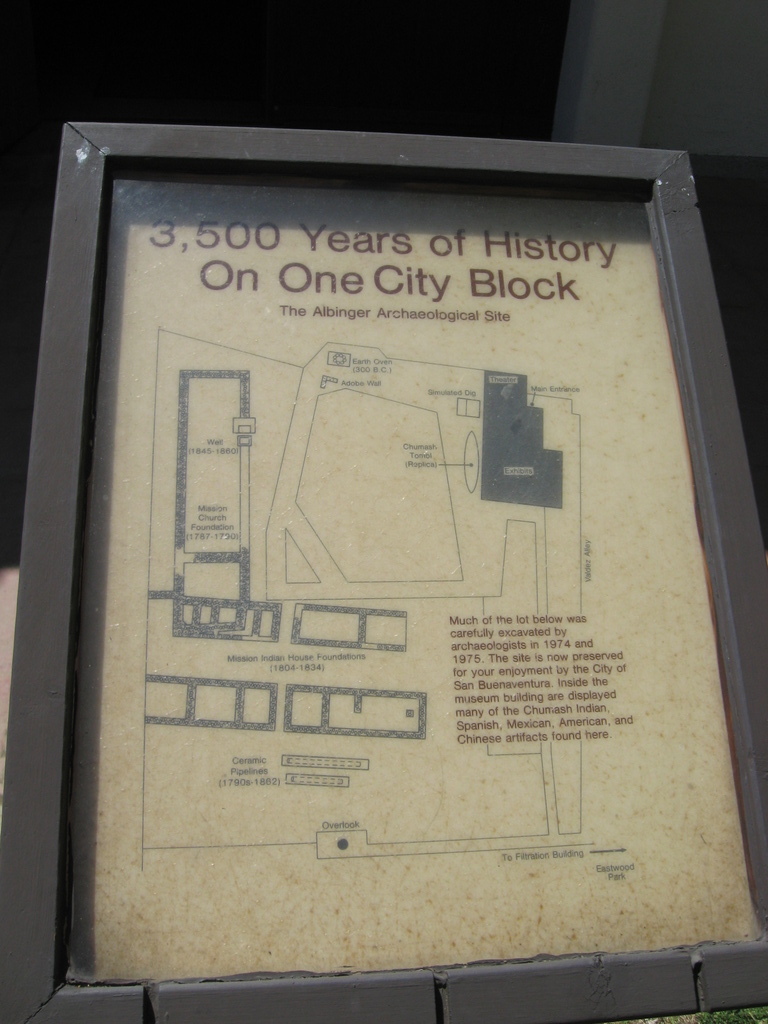 3,500 Years of History
On One City Block
The Albinger Archaeological Site
Earth Oven
(300 B.C.)
Adobe Wall
Theater
Main Entrance
Simulated Dig
Well
(1845-1860)
Chumash
Tomol
(Replica)
Exhibits
Mission
Church
Foundation
(1787-1790)
Valdez Alley
Mission Indian House Foundations
(1804-1834)
Much of the lot below was
carefully excavated by
archaeologists in 1974 and
1975. The site is now preserved
for your enjoyment by the City of
San Buenaventura. Inside the
museum building are displayed
many of the Chumash Indian,
Spanish, Mexican, American, and
Chinese artifacts found here.
Ceramic
Pipelines
(1790s-1862)
Overlook
To Filtration Building
Eastwood
Park